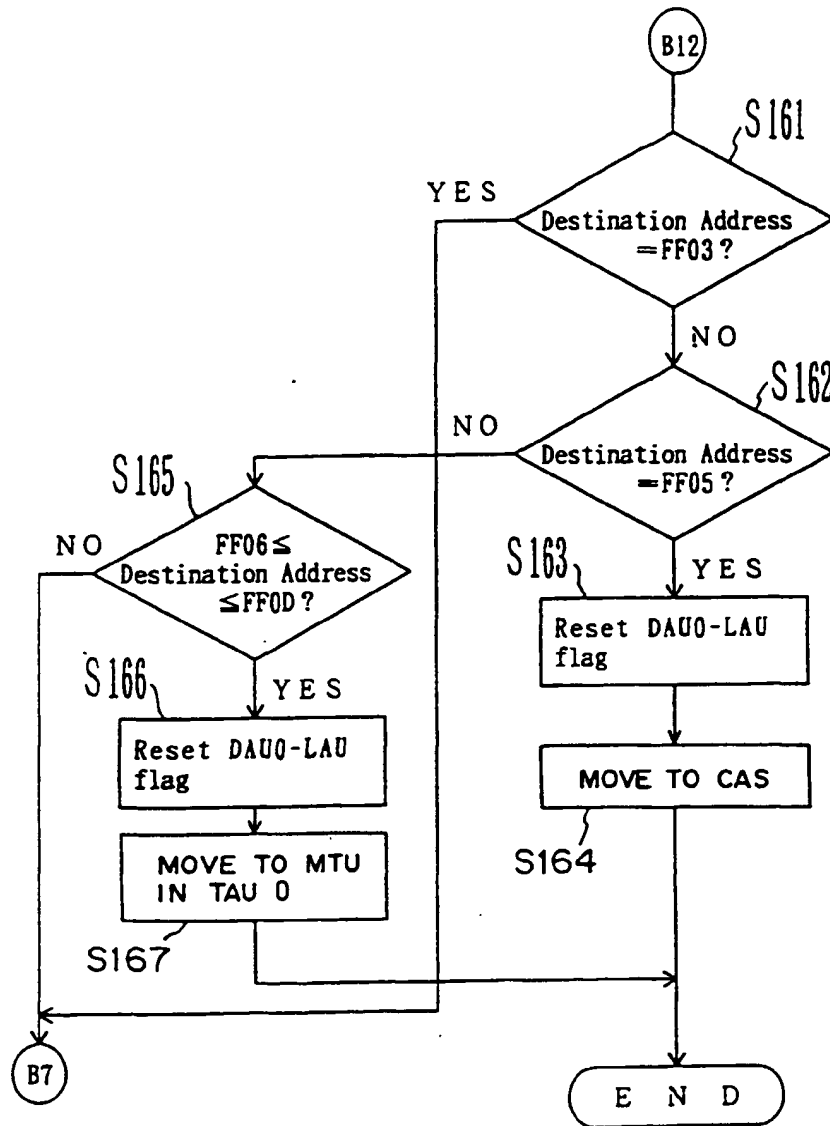 B12
S161
YES
Destination Address
=FF03?
NO
S162
NO
Destination Address
=FF05?
S165
NO
FF06≤
Destination Address
≤FF0D?
S163
YES
Reset DAU0-LAU
flag
S166
YES
Reset DAU0-LAU
flag
MOVE TO CAS
S164
MOVE TO MTU
IN TAU 0
S167
B7
E N D